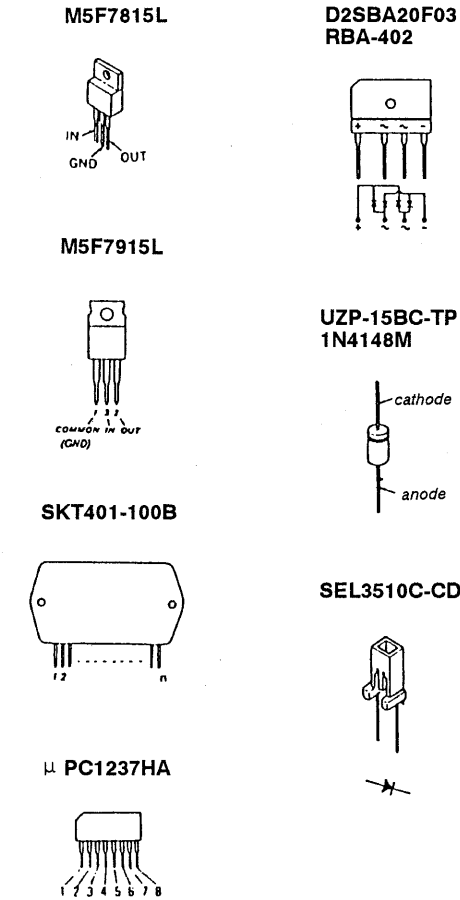 M5F7815L
IN
GND
OUT
M5F7915L
1 3 2
COMMON IN OUT
(GND)
SKT401-100B
1 2 n
μ PC1237HA
1 2 3 4 5 6 7 8
D2SBA20F03
RBA-402
+ ~ ~ -
+ ~ ~ -
UZP-15BC-TP
1N4148M
cathode
anode
SEL3510C-CD